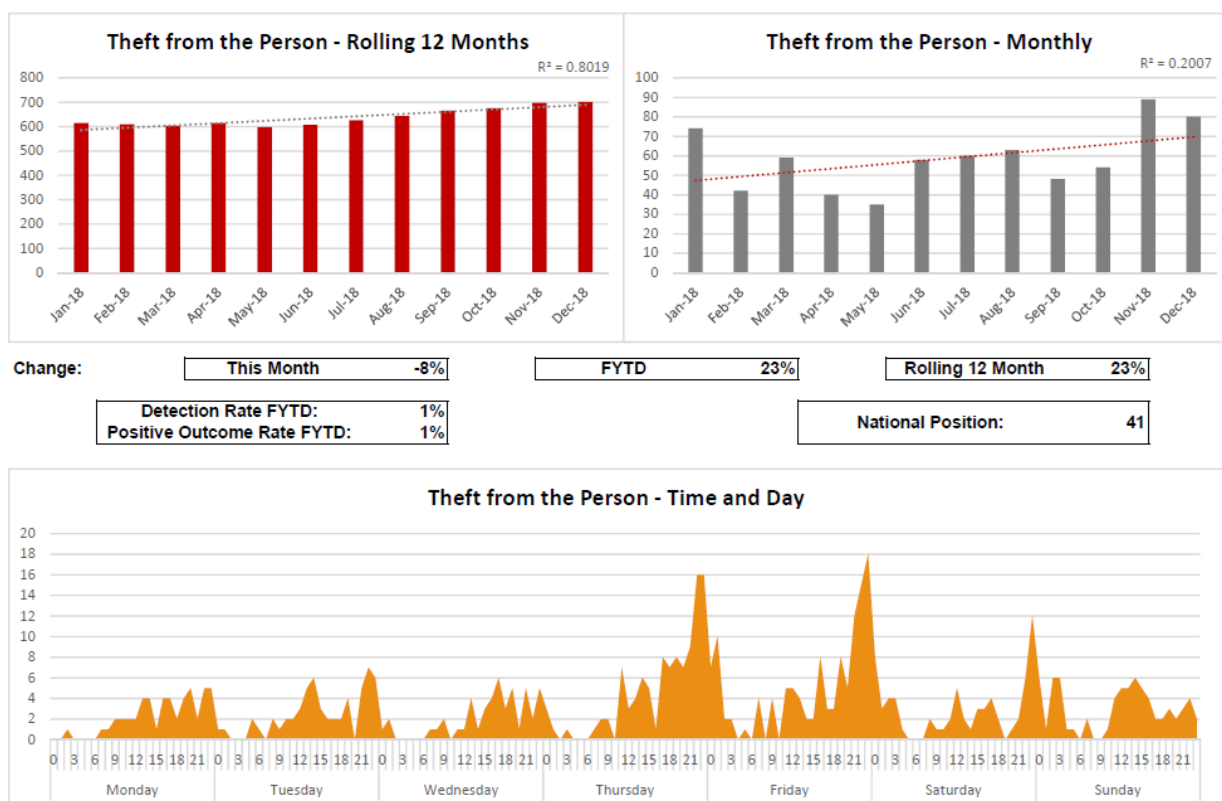 Theft from the Person - Rolling 12 Months
R² = 0.8019
800
700
600
500
400
300
200
100
0
Jan-18 Feb-18 Mar-18 Apr-18 May-18 Jun-18 Jul-18 Aug-18 Sep-18 Oct-18 Nov-18 Dec-18
Theft from the Person - Monthly
R² = 0.2007
100
90
80
70
60
50
40
30
20
10
0
Jan-18 Feb-18 Mar-18 Apr-18 May-18 Jun-18 Jul-18 Aug-18 Sep-18 Oct-18 Nov-18 Dec-18
Change: This Month -8% FYTD 23% Rolling 12 Month 23%
Detection Rate FYTD: 1%
Positive Outcome Rate FYTD: 1%
National Position: 41
Theft from the Person - Time and Day
20
18
16
14
12
10
8
6
4
2
0
0 3 6 9 12 15 18 21 0 3 6 9 12 15 18 21 0 3 6 9 12 15 18 21 0 3 6 9 12 15 18 21 0 3 6 9 12 15 18 21 0 3 6 9 12 15 18 21 0 3 6 9 12 15 18 21
Monday Tuesday Wednesday Thursday Friday Saturday Sunday